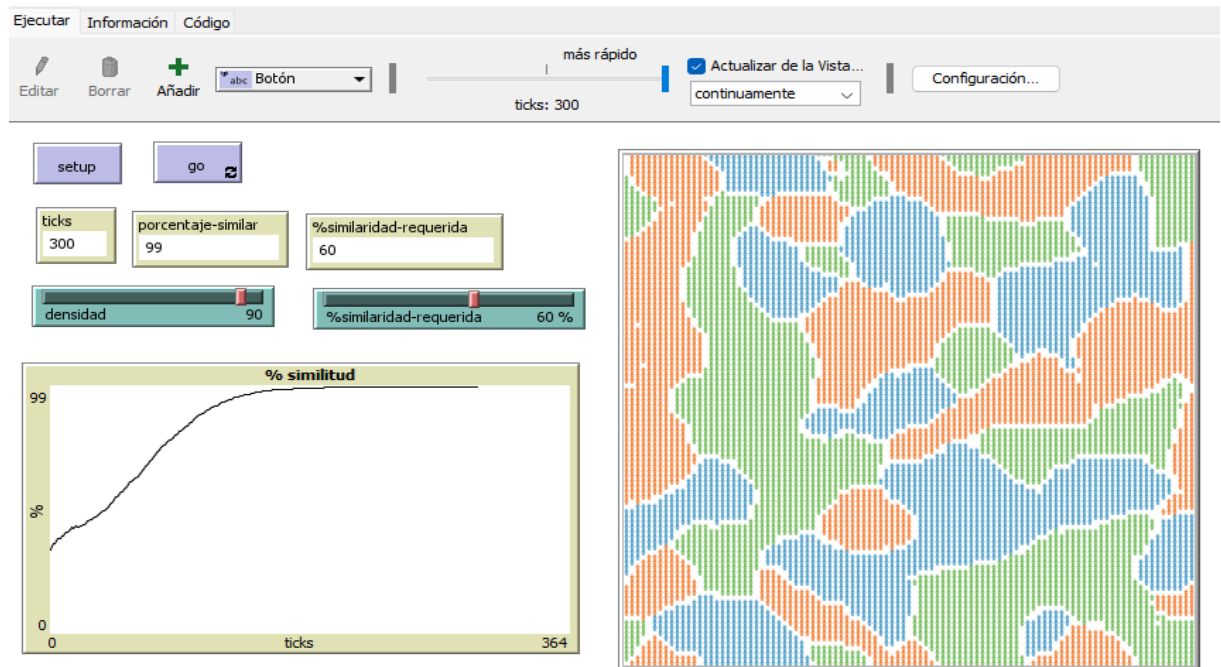 Ejecutar Información Código
Editar Borrar Añadir abc Botón más rápido ticks: 300 Actualizar de la Vista... continuamente Configuración...
setup go
ticks 300
porcentaje-similar 99
%similaridad-requerida 60
densidad 90
%similaridad-requerida 60 %
% similitud
99
%
0
0 ticks 364